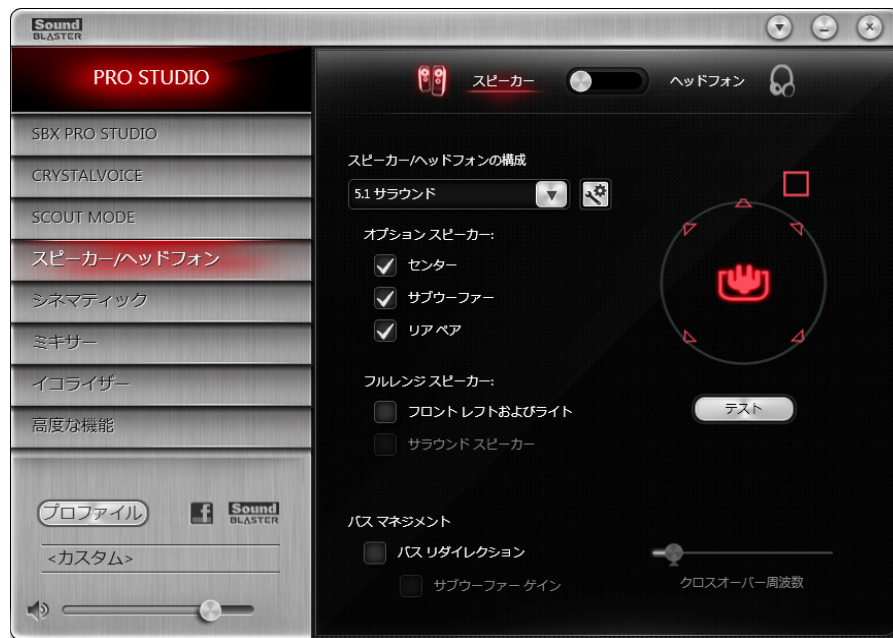 Sound
BLASTER
PRO STUDIO
SBX PRO STUDIO
CRYSTALVOICE
SCOUT MODE
スピーカー/ヘッドフォン
シネマティック
ミキサー
イコライザー
高度な機能
プロファイル
f
Sound
BLASTER
<カスタム>
スピーカー
ヘッドフォン
スピーカー/ヘッドフォンの構成
5.1 サラウンド
オプション スピーカー:
センター
サブウーファー
リア ペア
フルレンジ スピーカー:
フロント レフトおよびライト
サラウンド スピーカー
テスト
バス マネジメント
バス リダイレクション
サブウーファー ゲイン
クロスオーバー周波数